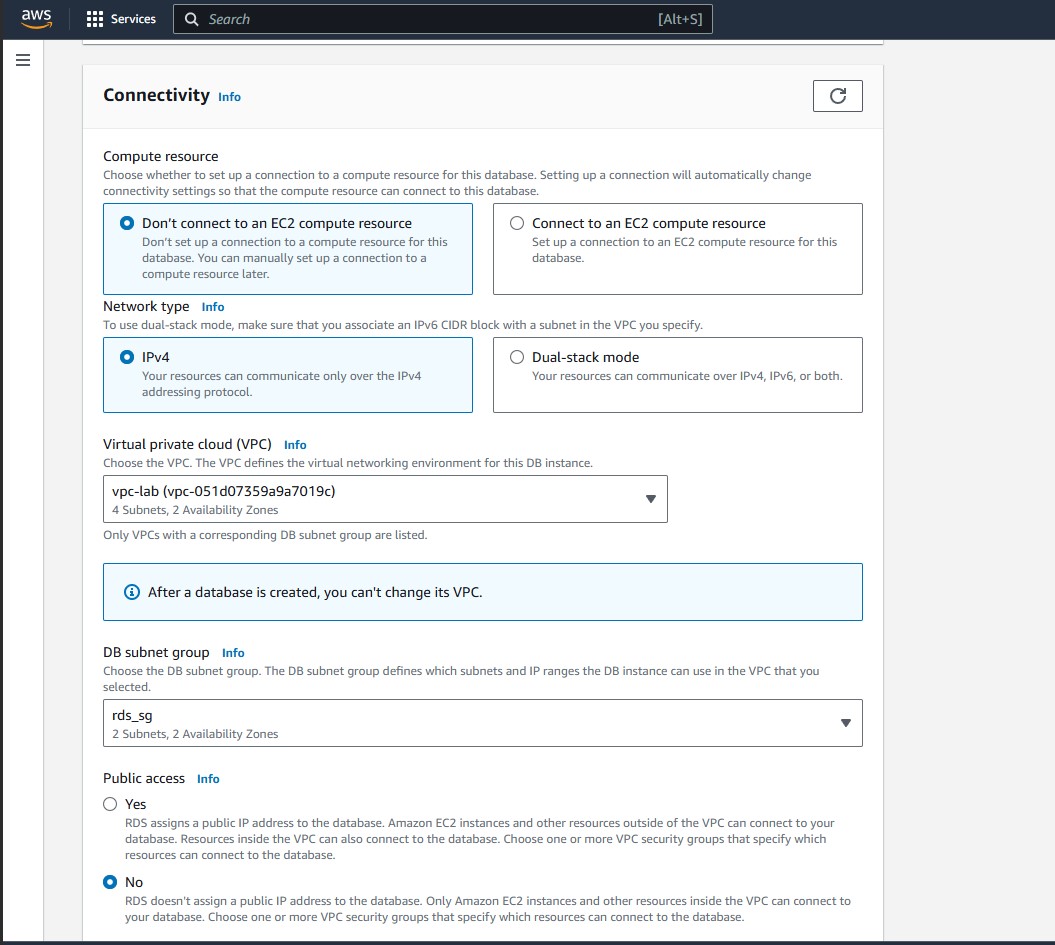 aws
Services
Search
[Alt+S]
Connectivity Info
Compute resource
Choose whether to set up a connection to a compute resource for this database. Setting up a connection will automatically change
connectivity settings so that the compute resource can connect to this database.
Don't connect to an EC2 compute resource
Don't set up a connection to a compute resource for this
database. You can manually set up a connection to a
compute resource later.
Connect to an EC2 compute resource
Set up a connection to an EC2 compute resource for this
database.
Network type Info
To use dual-stack mode, make sure that you associate an IPv6 CIDR block with a subnet in the VPC you specify.
IPv4
Your resources can communicate only over the IPv4
addressing protocol.
Dual-stack mode
Your resources can communicate over IPv4, IPv6, or both.
Virtual private cloud (VPC) Info
Choose the VPC. The VPC defines the virtual networking environment for this DB instance.
vpc-lab (vpc-051d07359a9a7019c)
4 Subnets, 2 Availability Zones
Only VPCs with a corresponding DB subnet group are listed.
After a database is created, you can't change its VPC.
DB subnet group Info
Choose the DB subnet group. The DB subnet group defines which subnets and IP ranges the DB instance can use in the VPC that you
selected.
rds_sg
2 Subnets, 2 Availability Zones
Public access Info
Yes
RDS assigns a public IP address to the database. Amazon EC2 instances and other resources outside of the VPC can connect to your
database. Resources inside the VPC can also connect to the database. Choose one or more VPC security groups that specify which
resources can connect to the database.
No
RDS doesn't assign a public IP address to the database. Only Amazon EC2 instances and other resources inside the VPC can connect to
your database. Choose one or more VPC security groups that specify which resources can connect to the database.